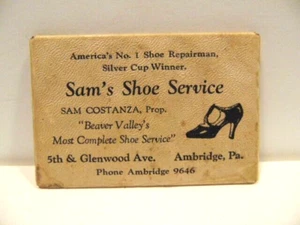 America's No. 1 Shoe Repairman,
Silver Cup Winner.
Sam's Shoe Service
SAM COSTANZA, Prop.
"Beaver Valley's
Most Complete Shoe Service"
5th & Glenwood Ave. Ambridge, Pa.
Phone Ambridge 9646